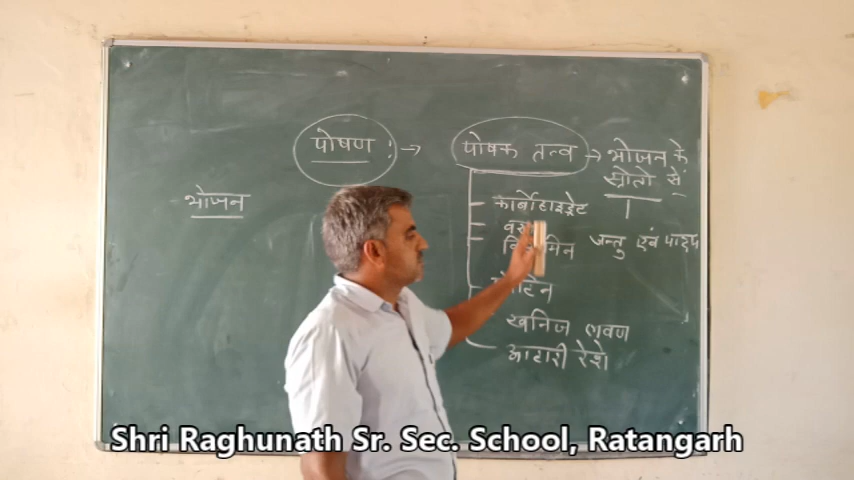 पोषण : → पोषक तत्व → भोजन के
स्रोतो से
भोजन
कार्बोहाइड्रेट
जन्तु एवं पादप
खनिज लवण
आहारी रेशे
Shri Raghunath Sr. Sec. School, Ratangarh